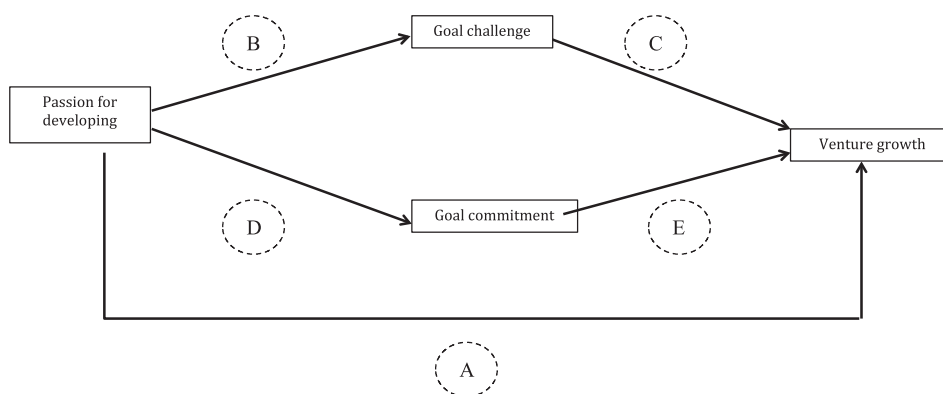 B
Goal challenge
C
Passion for
developing
Venture growth
D
Goal commitment
E
A